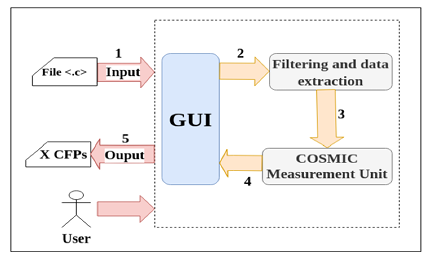 1
2
File <.c>
Input
Filtering and data
extraction
GUI
3
5
X CFPs
Ouput
COSMIC
Measurement Unit
4
User